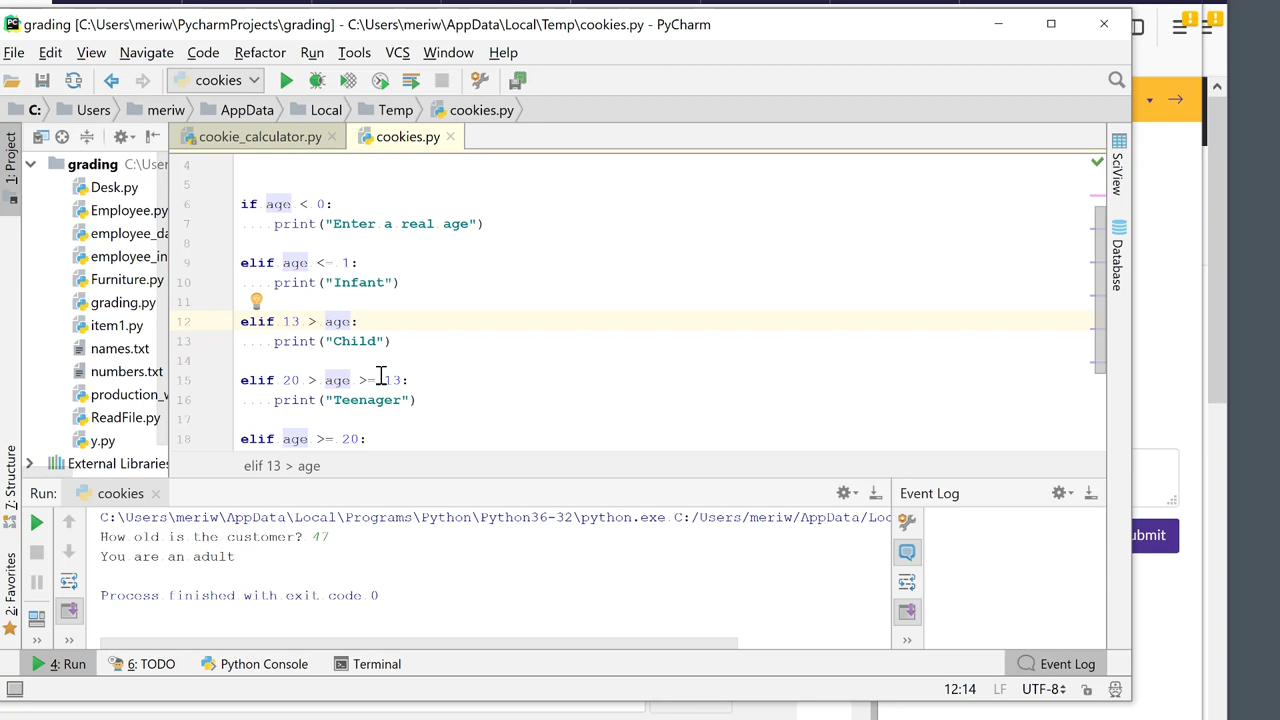 grading [C:\Users\meriw\PycharmProjects\grading] - C:\Users\meriw\AppData\Local\Temp\cookies.py - PyCharm
File Edit View Navigate Code Refactor Run Tools VCS Window Help
cookies
C: Users meriw AppData Local Temp cookies.py
cookie_calculator.py cookies.py
1: Project
grading C:\Use
Desk.py
Employee.py
employee_da
employee_in
Furniture.py
grading.py
item1.py
names.txt
numbers.txt
production_w
ReadFile.py
y.py
External Libraries
4
5
6 if age < 0:
7 print("Enter a real age")
8
9 elif age <= 1:
10 print("Infant")
11
12 elif 13 > age:
13 print("Child")
14
15 elif 20 > age >= 13:
16 print("Teenager")
17
18 elif age >= 20:
elif 13 > age
SciView
Database
Z: Structure
2: Favorites
Run: cookies
Event Log
C:\Users\meriw\AppData\Local\Programs\Python\Python36-32\python.exe C:/Users/meriw/AppData/Loc
How old is the customer? 47
You are an adult
Process finished with exit code 0
4: Run 6: TODO Python Console Terminal Event Log
12:14 LF UTF-8
bmit